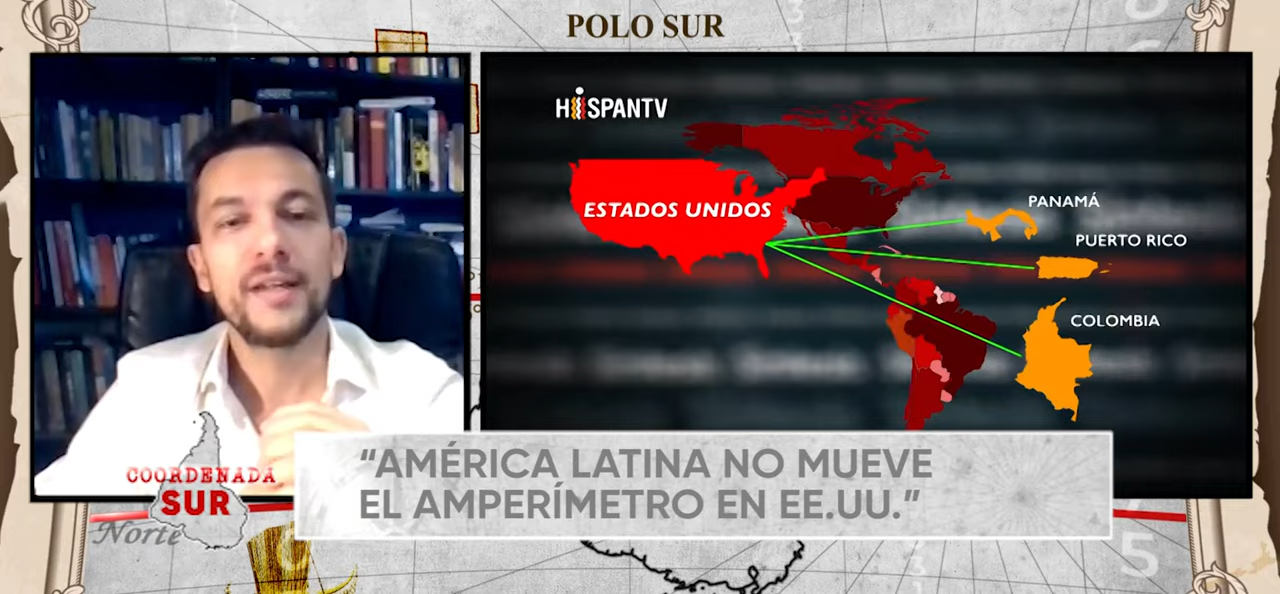 POLO SUR
HISPANTV
ESTADOS UNIDOS
PANAMÁ
PUERTO RICO
COLOMBIA
COORDENADA
SUR
Norte
“AMÉRICA LATINA NO MUEVE
EL AMPERÍMETRO EN EE.UU.”
5